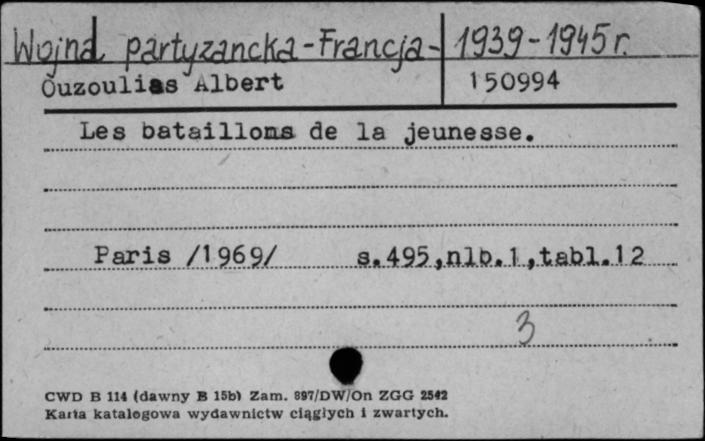 Wojna partyzancka-Francja- 1939-1945 r.
Ouzoulias Albert 150994
Les bataillons de la jeunesse.
Paris /1969/ s.495,nlb.1,tabl.12
3
CWD B 114 (dawny B 15b) Zam. 897/DW/On ZGG 2542
Karta katalogowa wydawnictw ciągłych i zwartych.